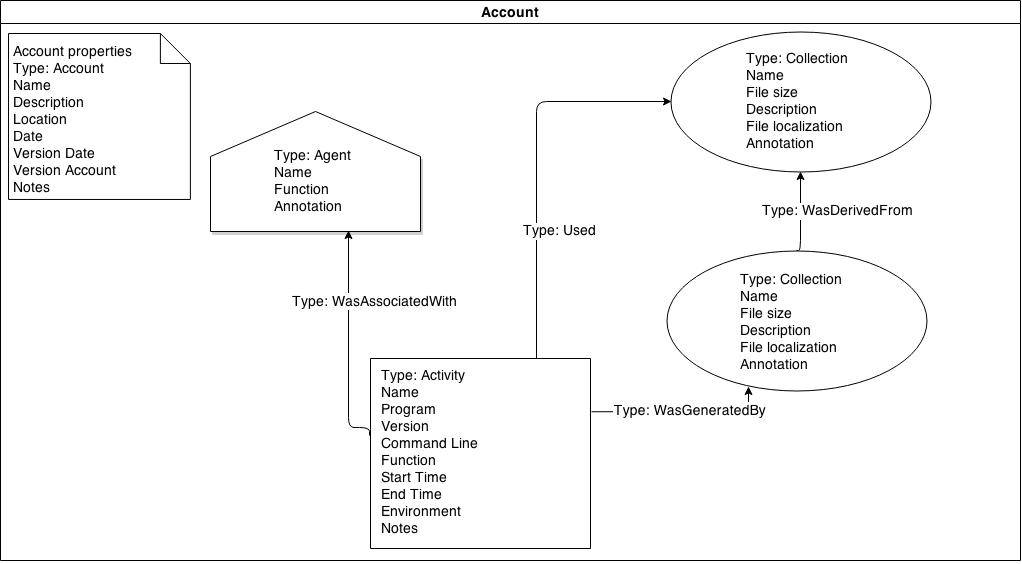 Account
Account properties
Type: Account
Name
Description
Location
Date
Version Date
Version Account
Notes
Type: Agent
Name
Function
Annotation
Type: Collection
Name
File size
Description
File localization
Annotation
Type: WasDerivedFrom
Type: Used
Type: Collection
Name
File size
Description
File localization
Annotation
Type: WasAssociatedWith
Type: Activity
Name
Program
Version
Command Line
Function
Start Time
End Time
Environment
Notes
Type: WasGeneratedBy